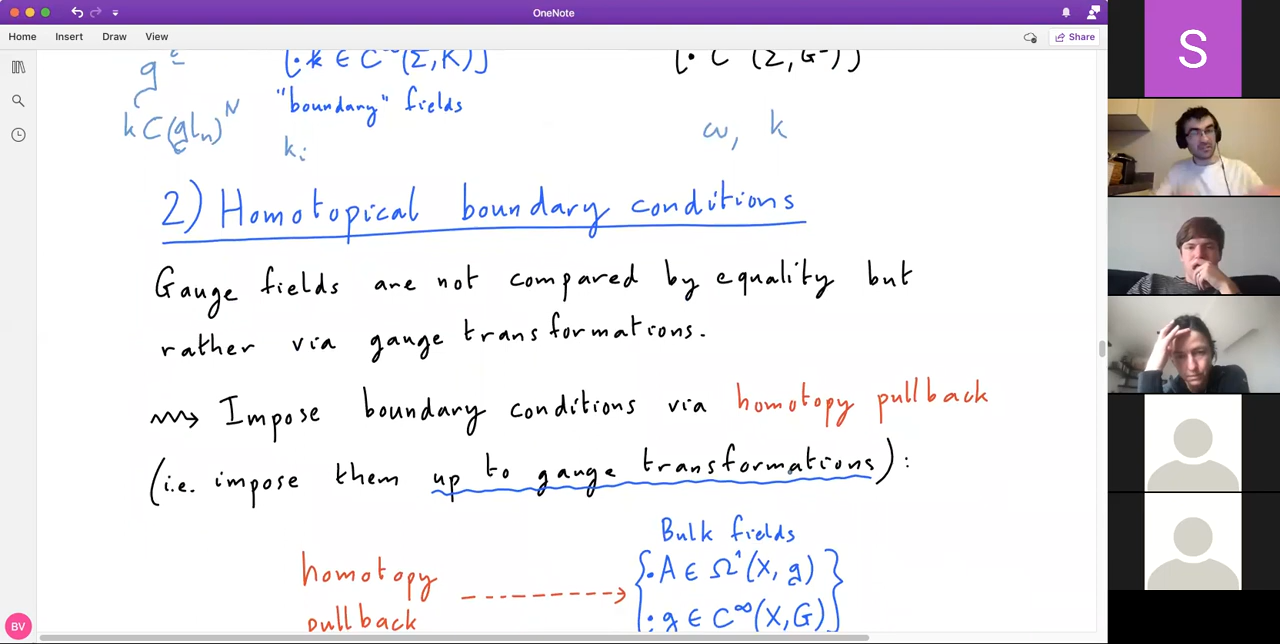 OneNote
Home Insert Draw View
Share
g^c
[• k ∈ C^∞(Σ, K)]
"boundary" fields
k ⊂ (gl_n)^N
k_i
ω, k
2) Homotopical boundary conditions
Gauge fields are not compared by equality but
rather via gauge transformations.
⇝ Impose boundary conditions via homotopy pullback
(i.e. impose them up to gauge transformations):
Bulk fields
homotopy
pullback
{• A ∈ Ω¹(X, g)}
[• g ∈ C^∞(X, G)]
BV
S